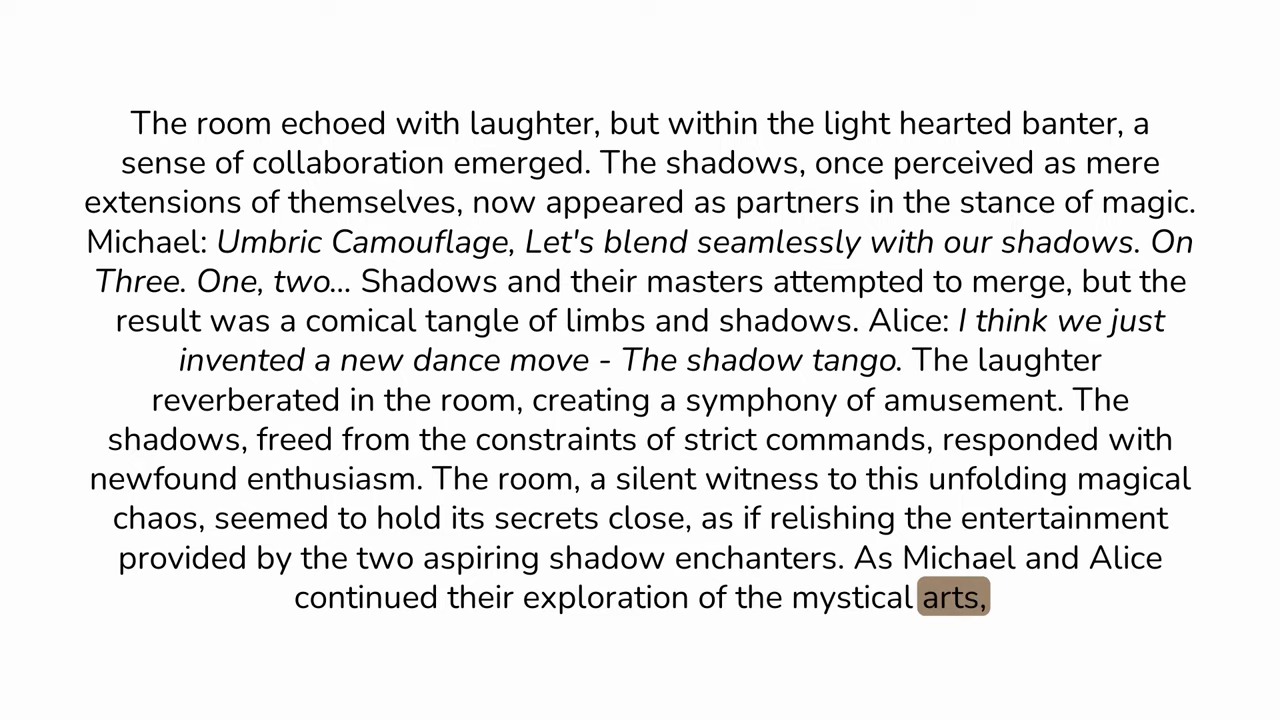 The room echoed with laughter, but within the light hearted banter, a
sense of collaboration emerged. The shadows, once perceived as mere
extensions of themselves, now appeared as partners in the stance of magic.
Michael: Umbric Camouflage, Let's blend seamlessly with our shadows. On
Three. One, two... Shadows and their masters attempted to merge, but the
result was a comical tangle of limbs and shadows. Alice: I think we just
invented a new dance move - The shadow tango. The laughter
reverberated in the room, creating a symphony of amusement. The
shadows, freed from the constraints of strict commands, responded with
newfound enthusiasm. The room, a silent witness to this unfolding magical
chaos, seemed to hold its secrets close, as if relishing the entertainment
provided by the two aspiring shadow enchanters. As Michael and Alice
continued their exploration of the mystical arts,